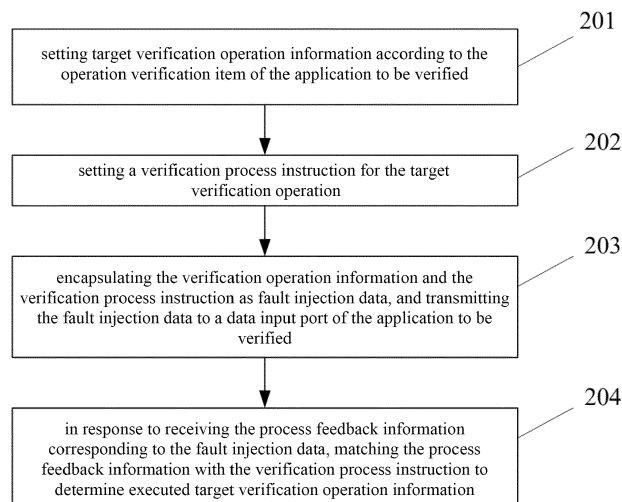 201
setting target verification operation information according to the
operation verification item of the application to be verified
202
setting a verification process instruction for the target
verification operation
203
encapsulating the verification operation information and the
verification process instruction as fault injection data, and transmitting
the fault injection data to a data input port of the application to be
verified
204
in response to receiving the process feedback information
corresponding to the fault injection data, matching the process
feedback information with the verification process instruction to
determine executed target verification operation information